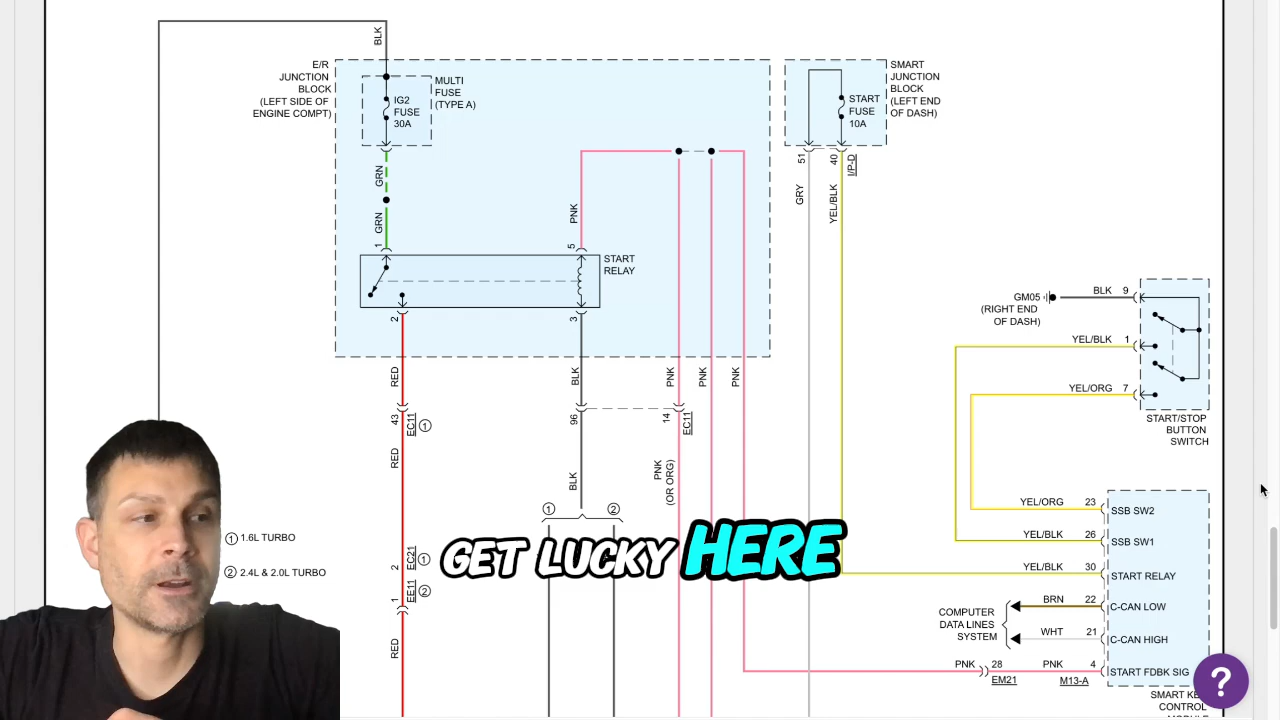 BLK
E/R
JUNCTION
BLOCK
(LEFT SIDE OF
ENGINE COMPT)
MULTI
FUSE
(TYPE A)
IG2
FUSE
30A
SMART
JUNCTION
BLOCK
(LEFT END
OF DASH)
START
FUSE
10A
51
40
I/P-D
GRN
GRN
PNK
GRY
YEL/BLK
1
5
START
RELAY
2
3
RED
BLK
PNK
PNK
PNK
43
EC11
1
96
14
EC11
RED
BLK
PNK
(OR ORG)
1
2
GM05
(RIGHT END
OF DASH)
BLK 9
YEL/BLK 1
YEL/ORG 7
START/STOP
BUTTON
SWITCH
1 1.6L TURBO
2 2.4L & 2.0L TURBO
2
EC21
1
1
EE11
2
RED
GET LUCKY HERE
YEL/ORG 23 SSB SW2
YEL/BLK 26 SSB SW1
YEL/BLK 30 START RELAY
COMPUTER
DATA LINES
SYSTEM
BRN 22 C-CAN LOW
WHT 21 C-CAN HIGH
PNK 28 PNK 4 START FDBK SIG
EM21 M13-A
CONTROL
?